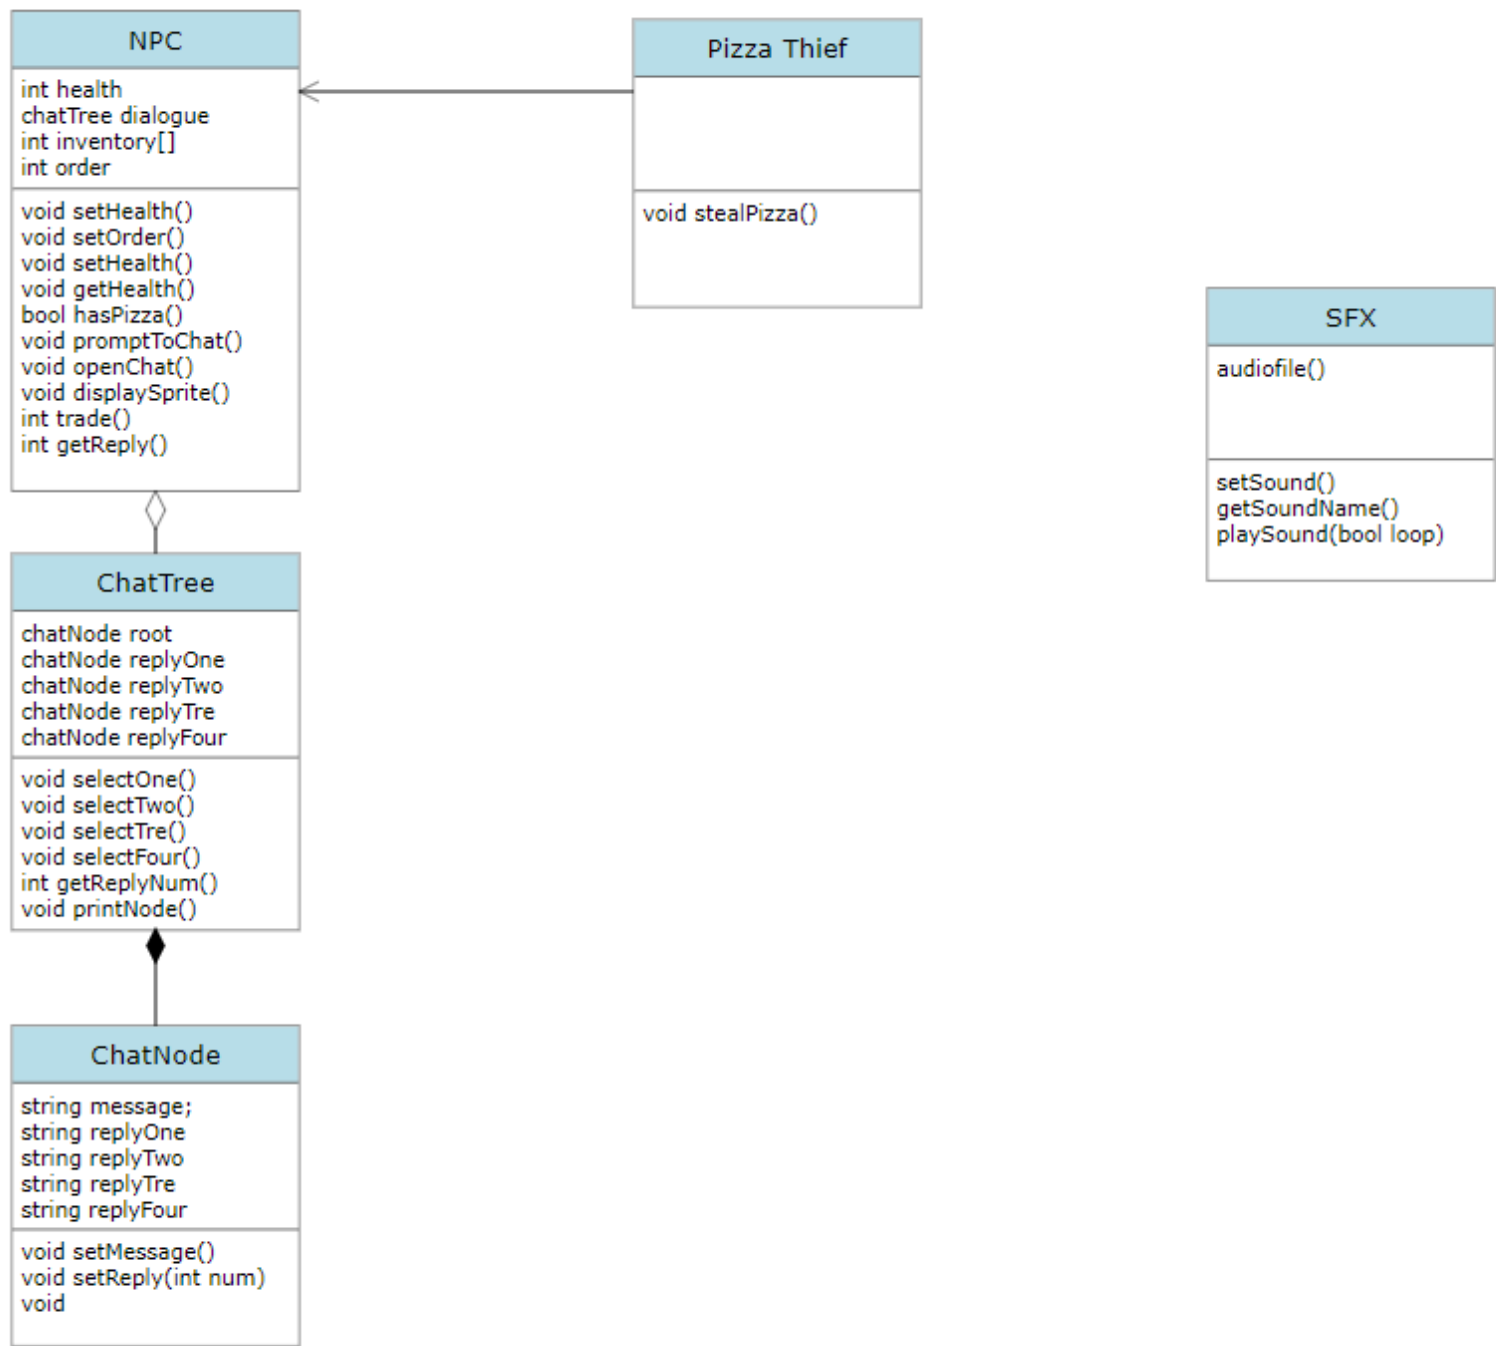 NPC
int health
chatTree dialogue
int inventory[]
int order
void setHealth()
void setOrder()
void setHealth()
void getHealth()
bool hasPizza()
void promptToChat()
void openChat()
void displaySprite()
int trade()
int getReply()
Pizza Thief
void stealPizza()
SFX
audiofile()
setSound()
getSoundName()
playSound(bool loop)
ChatTree
chatNode root
chatNode replyOne
chatNode replyTwo
chatNode replyTre
chatNode replyFour
void selectOne()
void selectTwo()
void selectTre()
void selectFour()
int getReplyNum()
void printNode()
ChatNode
string message;
string replyOne
string replyTwo
string replyTre
string replyFour
void setMessage()
void setReply(int num)
void